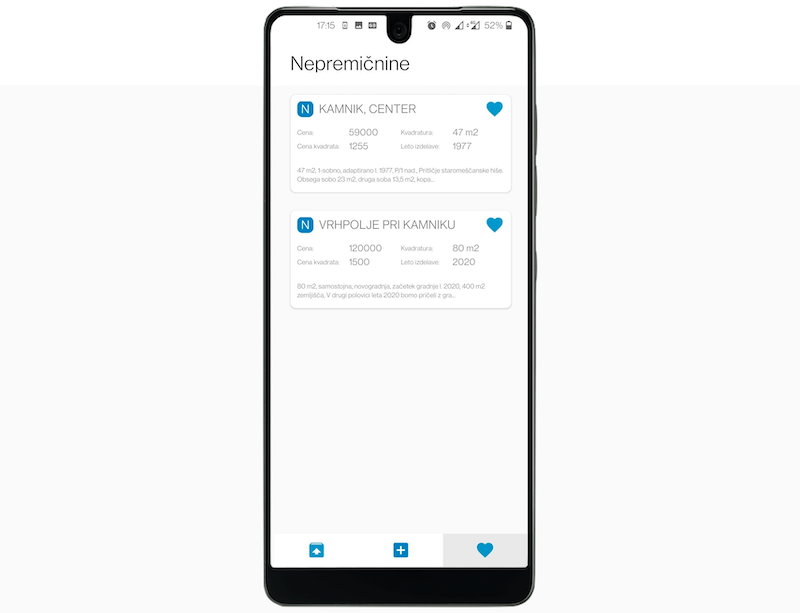 17:15 52%
Nepremičnine
N KAMNIK, CENTER
Cena: 59000 Kvadratura: 47 m2
Cena kvadrata: 1255 Leto izdelave: 1977
47 m2, 1-sobno, adaptirano l. 1977, P/1 nad., Pritličje staromeščanske hiše.
Obsega sobo 23 m2, druga soba 13,5 m2, kopa...
N VRHPOLJE PRI KAMNIKU
Cena: 120000 Kvadratura: 80 m2
Cena kvadrata: 1500 Leto izdelave: 2020
80 m2, samostojna, novogradnja, začetek gradnje l. 2020, 400 m2
zemljišča, V drugi polovici leta 2020 bomo pričeli z gra...